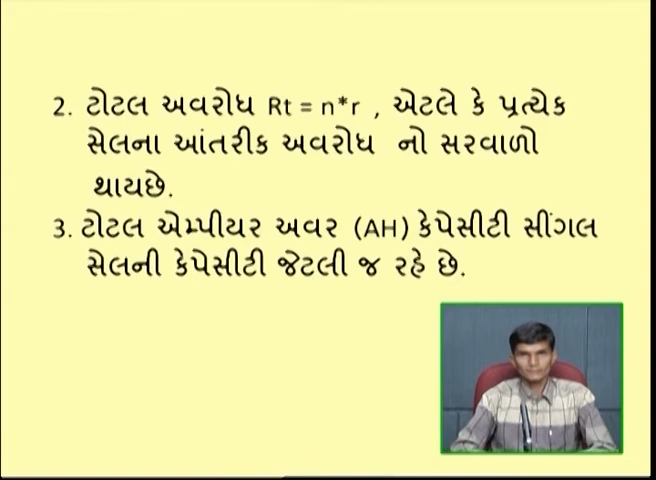 2. ટોટલ અવરોધ Rt = n*r , એટલે કે પ્રત્યેક
સેલના આંતરીક અવરોધ નો સરવાળો
થાયછે.
3. ટોટલ એમ્પીયર અવર (AH) કેપેસીટી સીંગલ
સેલની કેપેસીટી જેટલી જ રહે છે.